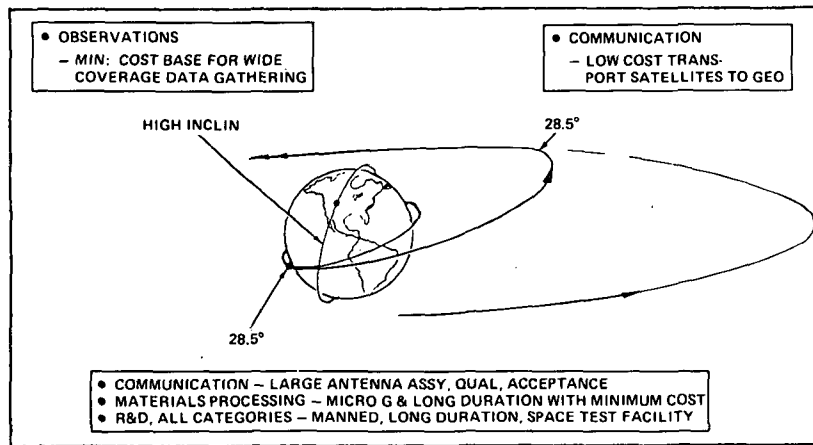 • OBSERVATIONS
– MIN: COST BASE FOR WIDE
COVERAGE DATA GATHERING
• COMMUNICATION
– LOW COST TRANS-
PORT SATELLITES TO GEO
HIGH INCLIN
28.5°
28.5°
• COMMUNICATION – LARGE ANTENNA ASSY, QUAL, ACCEPTANCE
• MATERIALS PROCESSING – MICRO G & LONG DURATION WITH MINIMUM COST
• R&D, ALL CATEGORIES – MANNED, LONG DURATION, SPACE TEST FACILITY